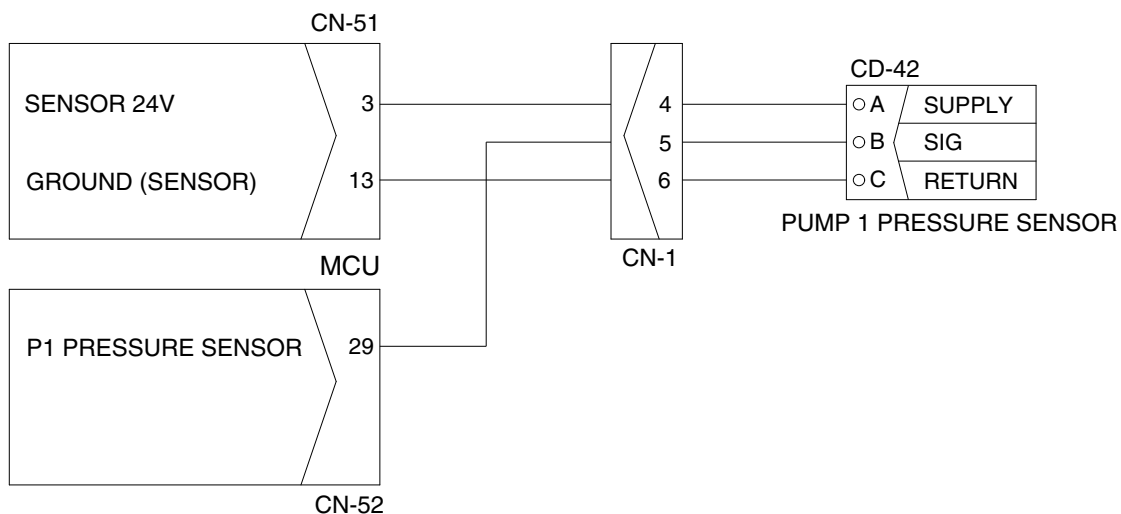 CN-51
SENSOR 24V 3
GROUND (SENSOR) 13
MCU
P1 PRESSURE SENSOR 29
CN-52
4
5
6
CN-1
CD-42
A SUPPLY
B SIG
C RETURN
PUMP 1 PRESSURE SENSOR